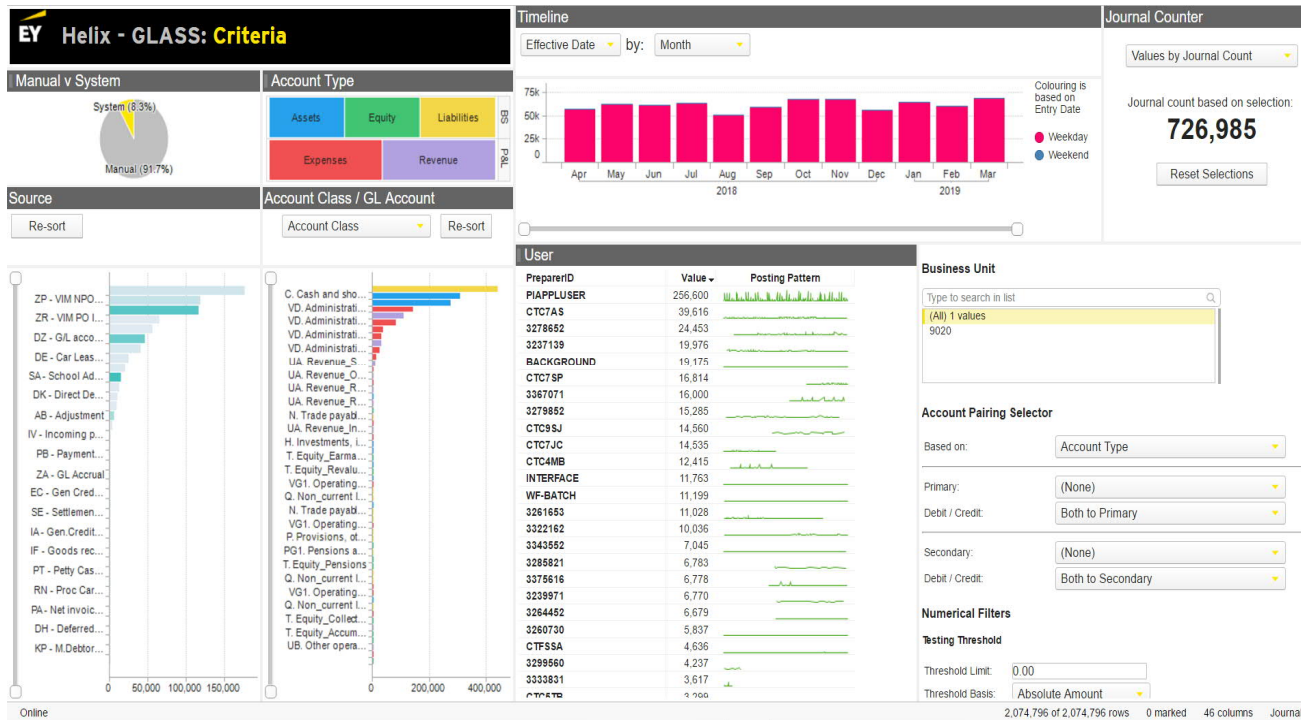 EY Helix - GLASS: Criteria
Manual v System
System (8.3%)
Manual (91.7%)
Account Type
Assets Equity Liabilities BS
Expenses Revenue P&L
Source
Re-sort
Account Class / GL Account
Account Class Re-sort
Timeline
Effective Date by: Month
75k
50k
25k
0
Apr May Jun Jul Aug Sep Oct Nov Dec Jan Feb Mar
2018 2019
Colouring is
based on
Entry Date
Weekday
Weekend
Journal Counter
Values by Journal Count
Journal count based on selection:
726,985
Reset Selections
ZP - VIM NPO...
ZR - VIM PO I...
DZ - G/L acco...
DE - Car Leas...
SA - School Ad...
DK - Direct De...
AB - Adjustment
IV - Incoming p...
PB - Payment...
ZA - GL Accrual
EC - Gen Cred...
SE - Settlemen...
IA - Gen.Credit...
IF - Goods rec...
PT - Petty Cas...
RN - Proc Car...
PA - Net invoic...
DH - Deferred...
KP - M.Debtor...
0 50,000 100,000 150,000
C. Cash and sho...
VD. Administrati...
VD. Administrati...
VD. Administrati...
VD. Administrati...
UA. Revenue_S...
UA. Revenue_O...
UA. Revenue_R...
UA. Revenue_R...
N. Trade payabl...
UA. Revenue_In...
H. Investments, i...
T. Equity_Earma...
T. Equity_Revalu...
VG1. Operating...
Q. Non_current l...
N. Trade payabl...
VG1. Operating...
P. Provisions, ot...
PG1. Pensions a...
T. Equity_Pensions
Q. Non_current l...
VG1. Operating...
Q. Non_current l...
T. Equity_Collect...
T. Equity_Accum...
UB. Other opera...
0 200,000 400,000
User
PreparerID Value Posting Pattern
PIAPPLUSER 256,600
CTC7AS 39,616
3278652 24,453
3237139 19,976
BACKGROUND 19,175
CTC7SP 16,814
3367071 16,000
3279852 15,285
CTC9SJ 14,560
CTC7JC 14,535
CTC4MB 12,415
INTERFACE 11,763
WF-BATCH 11,199
3261653 11,028
3322162 10,036
3343552 7,045
3285821 6,783
3375616 6,778
3239971 6,770
3264452 6,679
3260730 5,837
CTFSSA 4,636
3299560 4,237
3333831 3,617
CTC5TB 3,299
Business Unit
Type to search in list
(All) 1 values
9020
Account Pairing Selector
Based on: Account Type
Primary: (None)
Debit / Credit: Both to Primary
Secondary: (None)
Debit / Credit: Both to Secondary
Numerical Filters
Testing Threshold
Threshold Limit: 0.00
Threshold Basis: Absolute Amount
Online 2,074,796 of 2,074,796 rows 0 marked 46 columns Journal